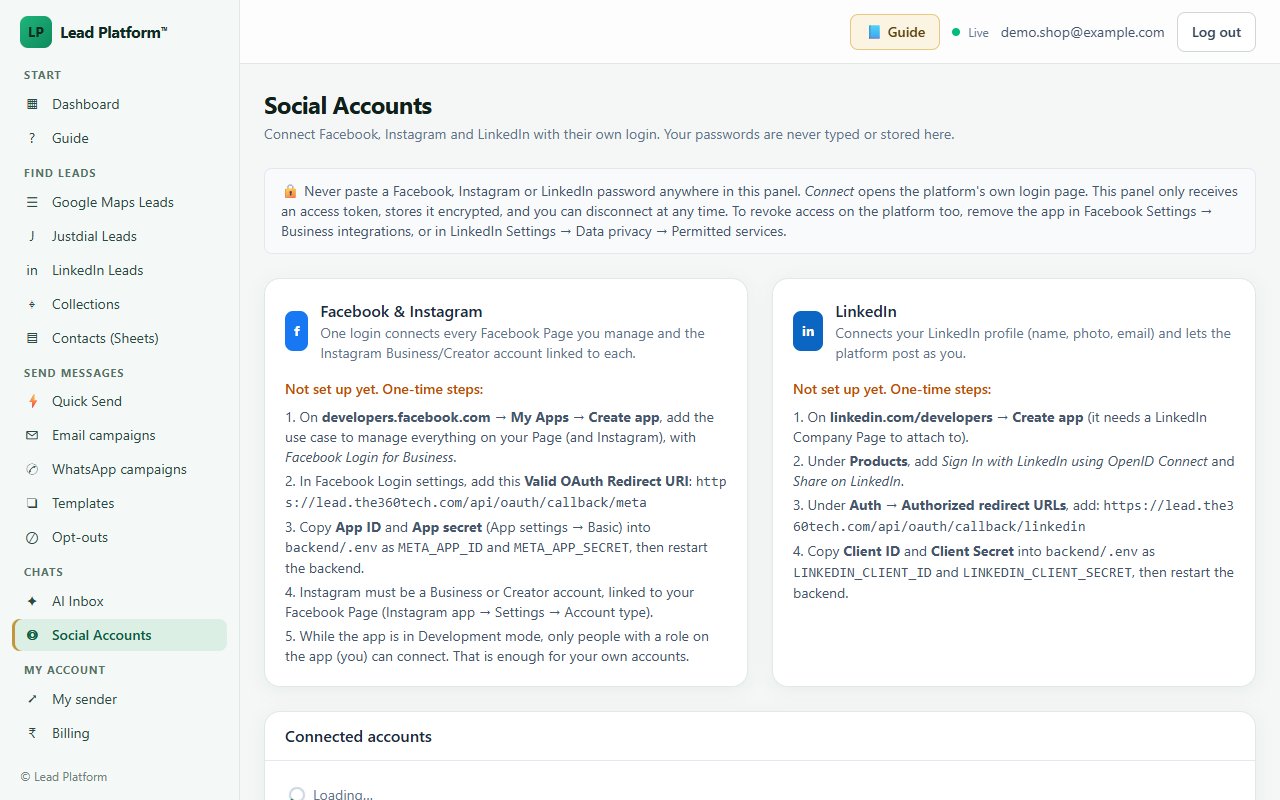 LP Lead Platform™
START
Dashboard
? Guide
FIND LEADS
Google Maps Leads
J Justdial Leads
in LinkedIn Leads
Collections
Contacts (Sheets)
SEND MESSAGES
Quick Send
Email campaigns
WhatsApp campaigns
Templates
Opt-outs
CHATS
AI Inbox
Social Accounts
MY ACCOUNT
My sender
₹ Billing
© Lead Platform
Guide
Live
demo.shop@example.com
Log out
Social Accounts
Connect Facebook, Instagram and LinkedIn with their own login. Your passwords are never typed or stored here.
Never paste a Facebook, Instagram or LinkedIn password anywhere in this panel. Connect opens the platform's own login page. This panel only receives
an access token, stores it encrypted, and you can disconnect at any time. To revoke access on the platform too, remove the app in Facebook Settings →
Business integrations, or in LinkedIn Settings → Data privacy → Permitted services.
f
Facebook & Instagram
One login connects every Facebook Page you manage and the
Instagram Business/Creator account linked to each.
Not set up yet. One-time steps:
1. On developers.facebook.com → My Apps → Create app, add the
use case to manage everything on your Page (and Instagram), with
Facebook Login for Business.
2. In Facebook Login settings, add this Valid OAuth Redirect URI: http
s://lead.the360tech.com/api/oauth/callback/meta
3. Copy App ID and App secret (App settings → Basic) into
backend/.env as META_APP_ID and META_APP_SECRET, then restart
the backend.
4. Instagram must be a Business or Creator account, linked to your
Facebook Page (Instagram app → Settings → Account type).
5. While the app is in Development mode, only people with a role on
the app (you) can connect. That is enough for your own accounts.
in
LinkedIn
Connects your LinkedIn profile (name, photo, email) and lets the
platform post as you.
Not set up yet. One-time steps:
1. On linkedin.com/developers → Create app (it needs a LinkedIn
Company Page to attach to).
2. Under Products, add Sign In with LinkedIn using OpenID Connect and
Share on LinkedIn.
3. Under Auth → Authorized redirect URLs, add: https://lead.the3
60tech.com/api/oauth/callback/linkedin
4. Copy Client ID and Client Secret into backend/.env as
LINKEDIN_CLIENT_ID and LINKEDIN_CLIENT_SECRET, then restart the
backend.
Connected accounts
Loading...